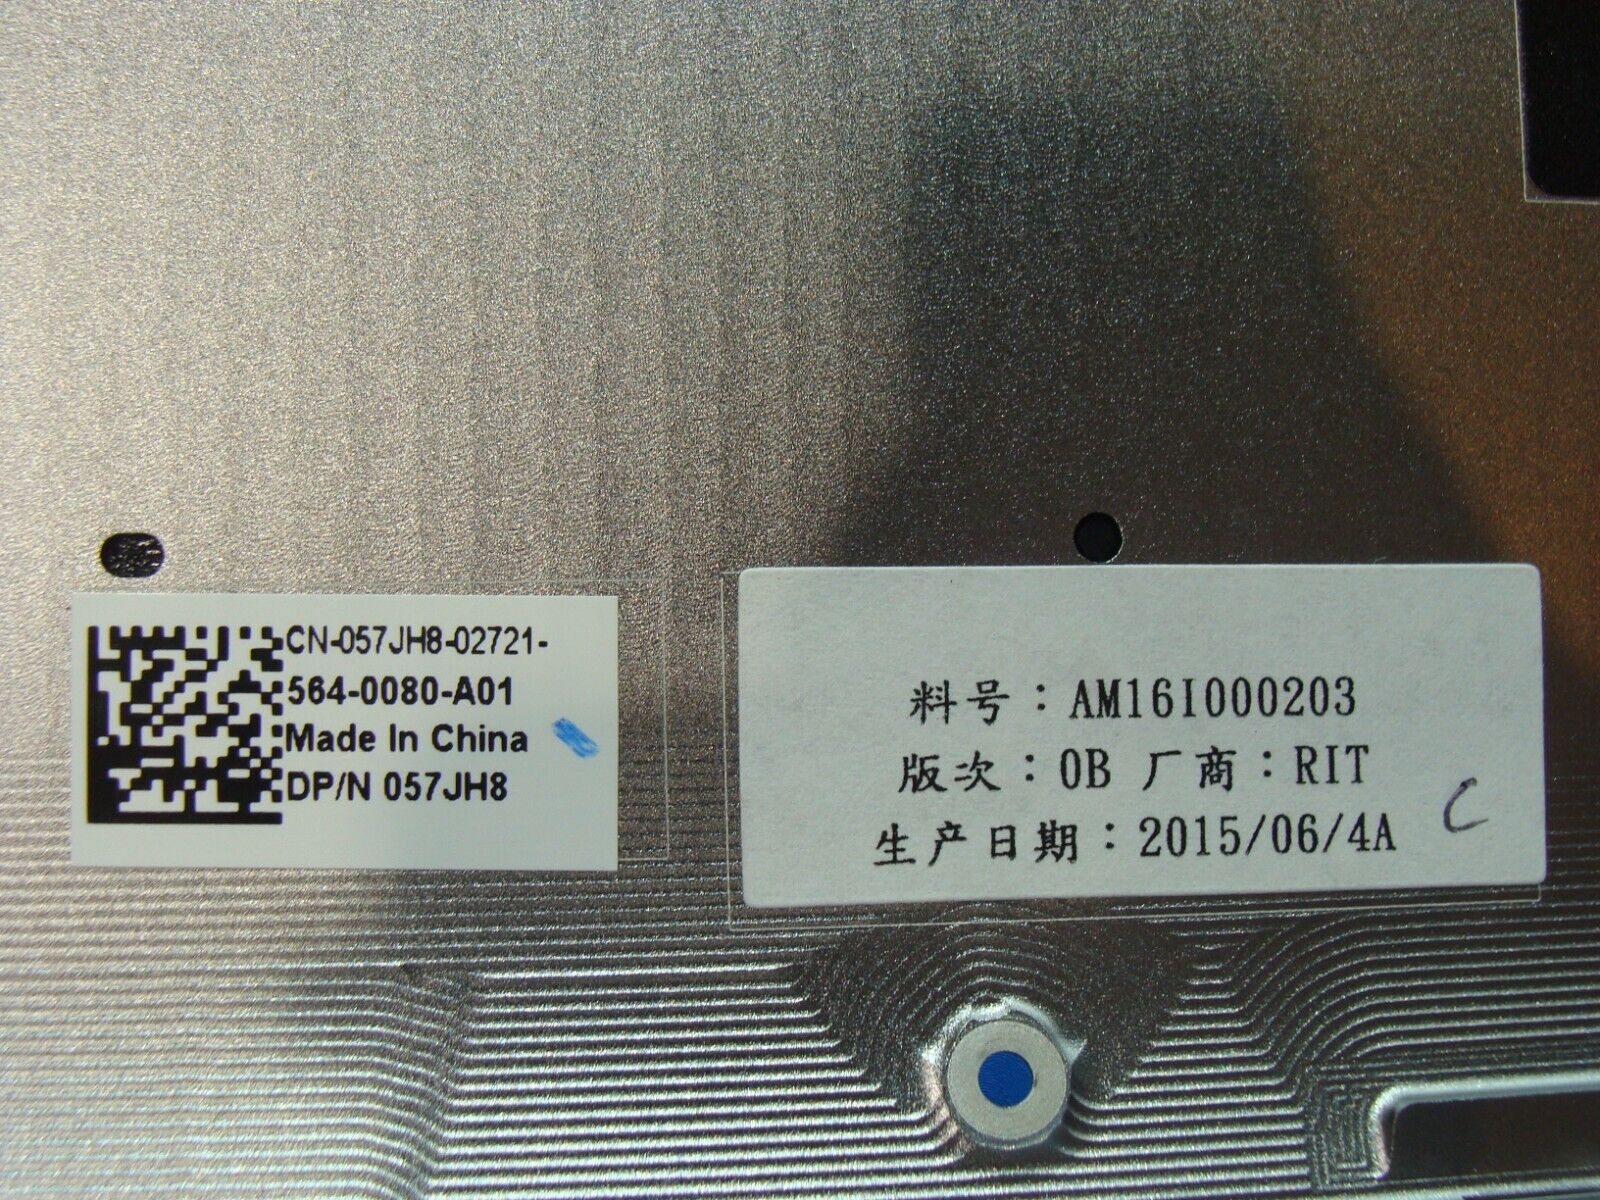 CN-057JH8-02721-
564-0080-A01
Made In China
DP/N 057JH8
料号：AM16I000203
版次：0B 厂商：RIT
生产日期：2015/06/4A
C